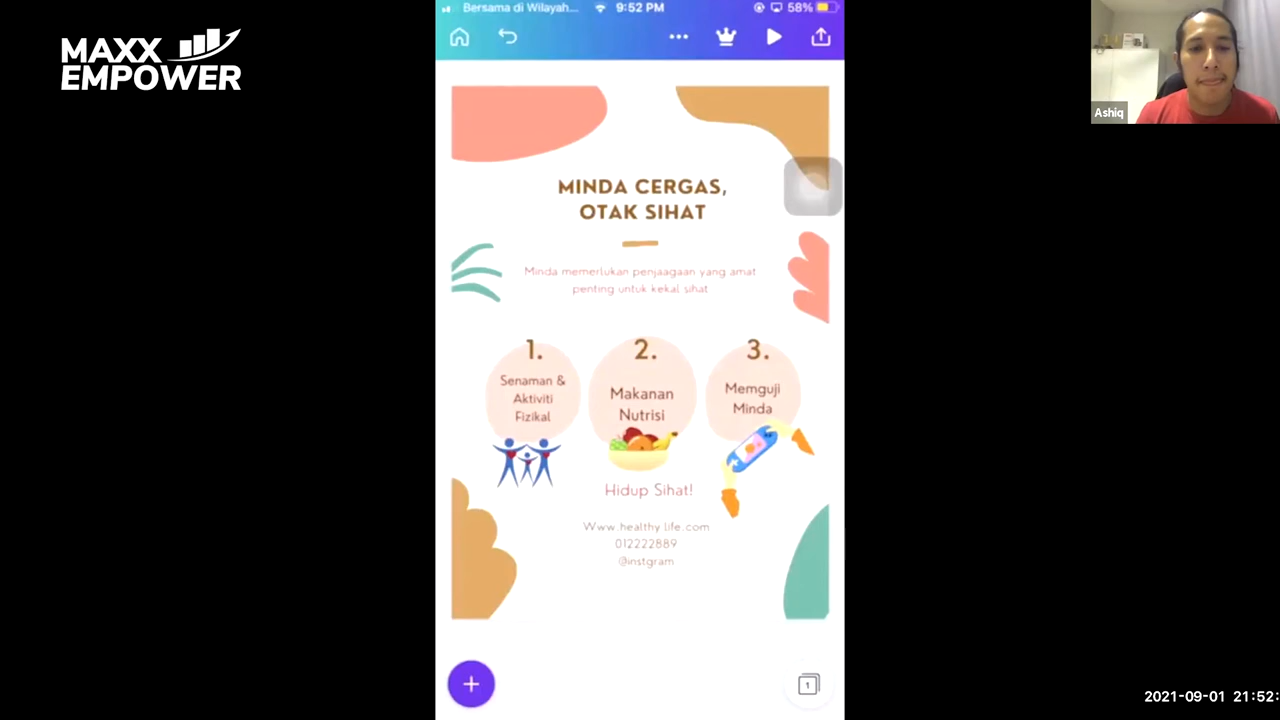 MAXX
EMPOWER
Bersama di Wilayah...
9:52 PM
58%
Ashiq
MINDA CERGAS,
OTAK SIHAT
Minda memerlukan penjaagaan yang amat
penting untuk kekal sihat
1.
Senaman &
Aktiviti
Fizikal
2.
Makanan
Nutrisi
3.
Memguji
Minda
Hidup Sihat!
Www.healthy life.com
012222889
@instgram
1
2021-09-01 21:52: